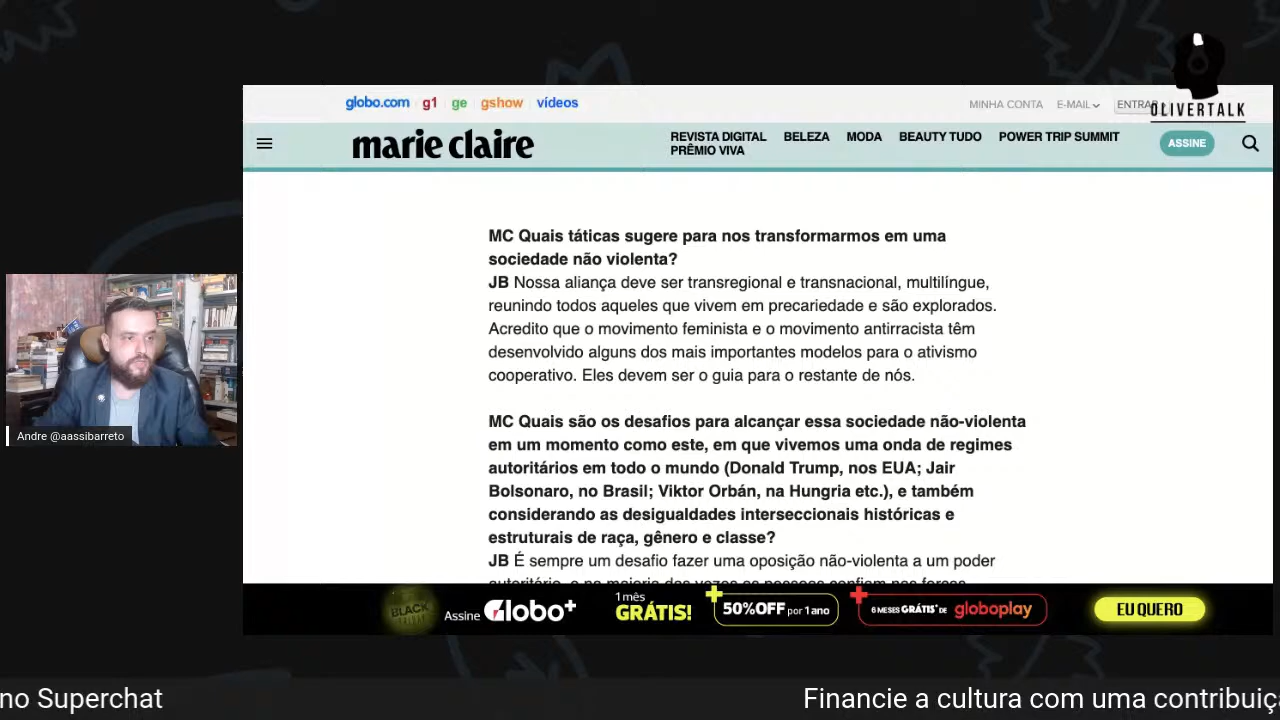 globo.com g1 ge gshow vídeos
MINHA CONTA E-MAIL ENTRAR
OLIVERTALK
marie claire
REVISTA DIGITAL BELEZA MODA BEAUTY TUDO POWER TRIP SUMMIT
PRÊMIO VIVA
ASSINE
MC Quais táticas sugere para nos transformarmos em uma
sociedade não violenta?
JB Nossa aliança deve ser transregional e transnacional, multilíngue,
reunindo todos aqueles que vivem em precariedade e são explorados.
Acredito que o movimento feminista e o movimento antirracista têm
desenvolvido alguns dos mais importantes modelos para o ativismo
cooperativo. Eles devem ser o guia para o restante de nós.
MC Quais são os desafios para alcançar essa sociedade não-violenta
em um momento como este, em que vivemos uma onda de regimes
autoritários em todo o mundo (Donald Trump, nos EUA; Jair
Bolsonaro, no Brasil; Viktor Orbán, na Hungria etc.), e também
considerando as desigualdades interseccionais históricas e
estruturais de raça, gênero e classe?
JB É sempre um desafio fazer uma oposição não-violenta a um poder
Andre @aassibarreto
BLACK
Assine Globo+
1 mês
GRÁTIS!
50%OFF por 1 ano
6 MESES GRÁTIS* DE globoplay
EU QUERO
no Superchat
Financie a cultura com uma contribuiç